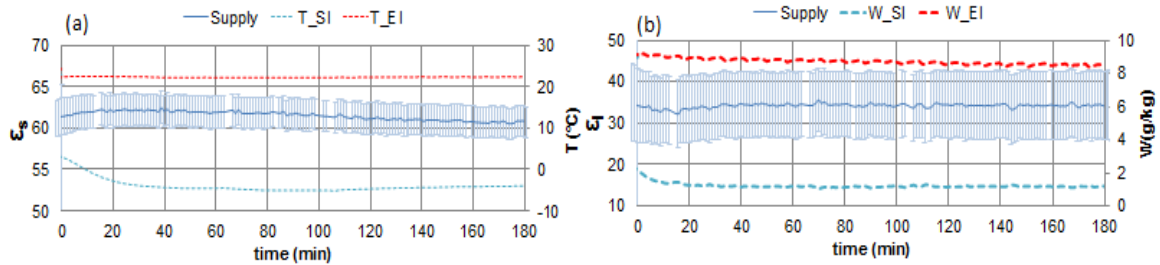 (a) Supply T_SI T_EI
70 30
65 20
60 10
55 0
50 -10
εs
T (°C)
0 20 40 60 80 100 120 140 160 180
time (min)
(b) Supply W_SI W_EI
50 10
40 8
30 6
20 4
10 2
0
εl
W(g/kg)
0 20 40 60 80 100 120 140 160 180
time (min)